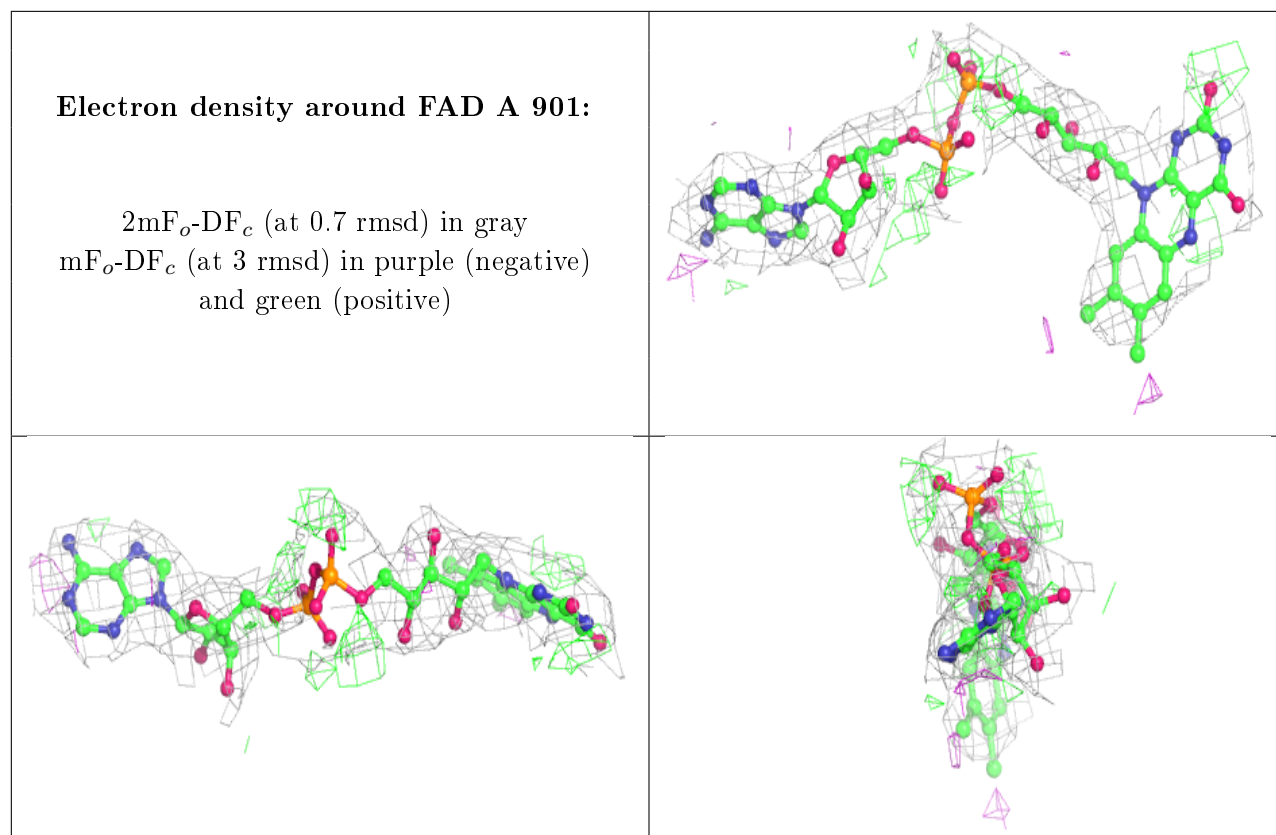 Electron density around FAD A 901:
2mFₒ-DF𝒸 (at 0.7 rmsd) in gray
mFₒ-DF𝒸 (at 3 rmsd) in purple (negative)
and green (positive)